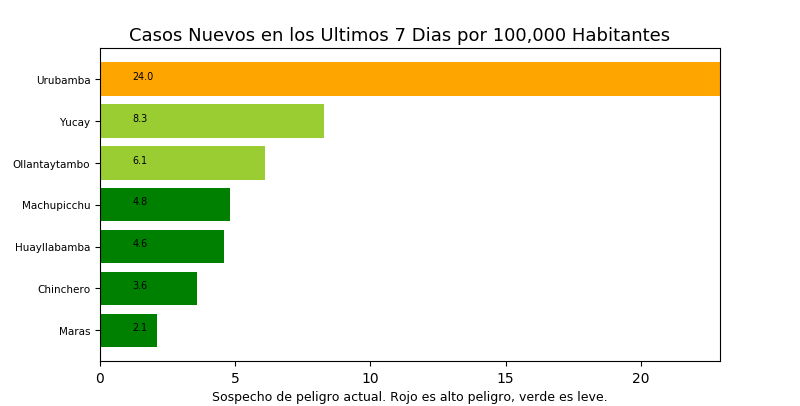 Casos Nuevos en los Ultimos 7 Dias por 100,000 Habitantes
Urubamba 24.0
Yucay 8.3
Ollantaytambo 6.1
Machupicchu 4.8
Huayllabamba 4.6
Chinchero 3.6
Maras 2.1
0 5 10 15 20
Sospecho de peligro actual. Rojo es alto peligro, verde es leve.